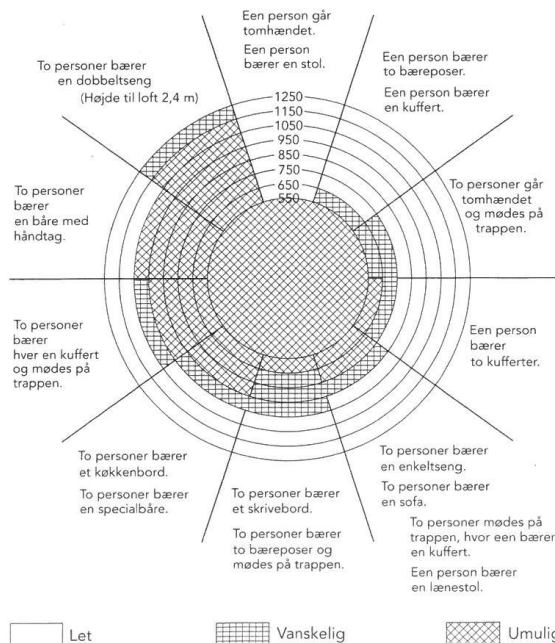 Een person går
tomhændet.
Een person
bærer en stol.
Een person bærer
to bæreposer.
Een person bærer
en kuffert.
To personer går
tomhændet
og mødes på
trappen.
Een person
bærer
to kufferter.
To personer bærer
en enkeltseng.
To personer bærer
en sofa.
To personer mødes på
trappen, hvor een bærer
en kuffert.
Een person bærer
en lænestol.
To personer bærer
et skrivebord.
To personer bærer
to bæreposer og
mødes på trappen.
To personer bærer
et køkkenbord.
To personer bærer
en specialbåre.
To personer
bærer
hver en kuffert
og mødes på
trappen.
To personer
bærer
en båre med
håndtag.
To personer bærer
en dobbeltseng
(Højde til loft 2,4 m)
1250
1150
1050
950
850
750
650
550
Let
Vanskelig
Umulig